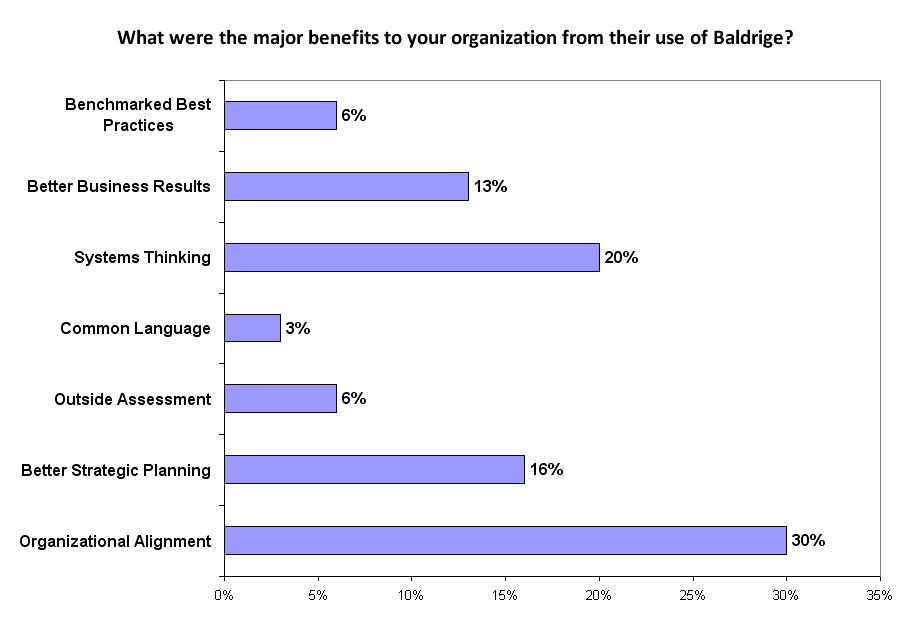 What were the major benefits to your organization from their use of Baldrige?
Benchmarked Best
Practices
6%
Better Business Results
13%
Systems Thinking
20%
Common Language
3%
Outside Assessment
6%
Better Strategic Planning
16%
Organizational Alignment
30%
0% 5% 10% 15% 20% 25% 30% 35%